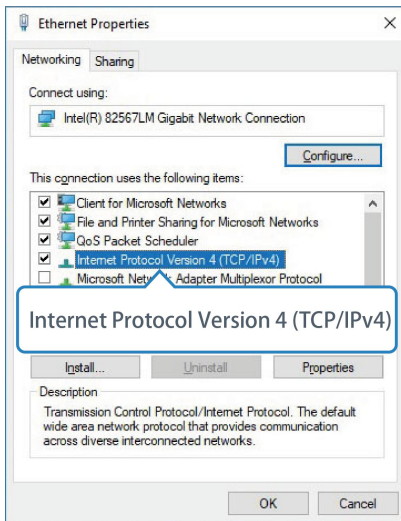 Ethernet Properties
Networking
Sharing
Connect using:
Intel(R) 82567LM Gigabit Network Connection
Configure...
This connection uses the following items:
Client for Microsoft Networks
File and Printer Sharing for Microsoft Networks
QoS Packet Scheduler
Internet Protocol Version 4 (TCP/IPv4)
Microsoft Network Adapter Multiplexor Protocol
Internet Protocol Version 4 (TCP/IPv4)
Install...
Uninstall
Properties
Description
Transmission Control Protocol/Internet Protocol. The default
wide area network protocol that provides communication
across diverse interconnected networks.
OK
Cancel